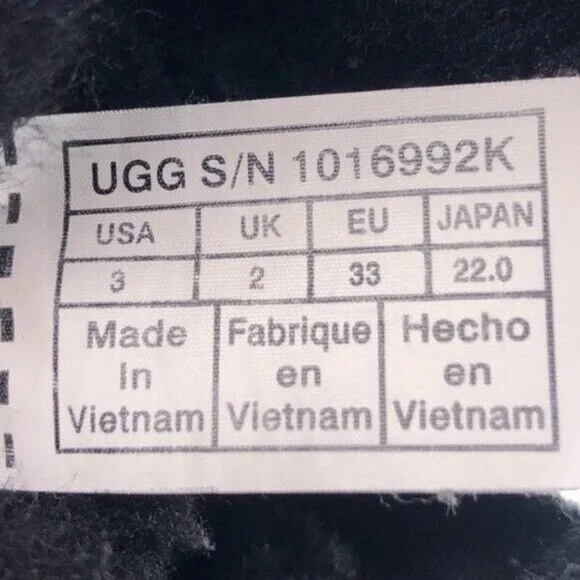 UGG S/N 1016992K
USA UK EU JAPAN
3 2 33 22.0
Made Fabrique Hecho
In en en
Vietnam Vietnam Vietnam